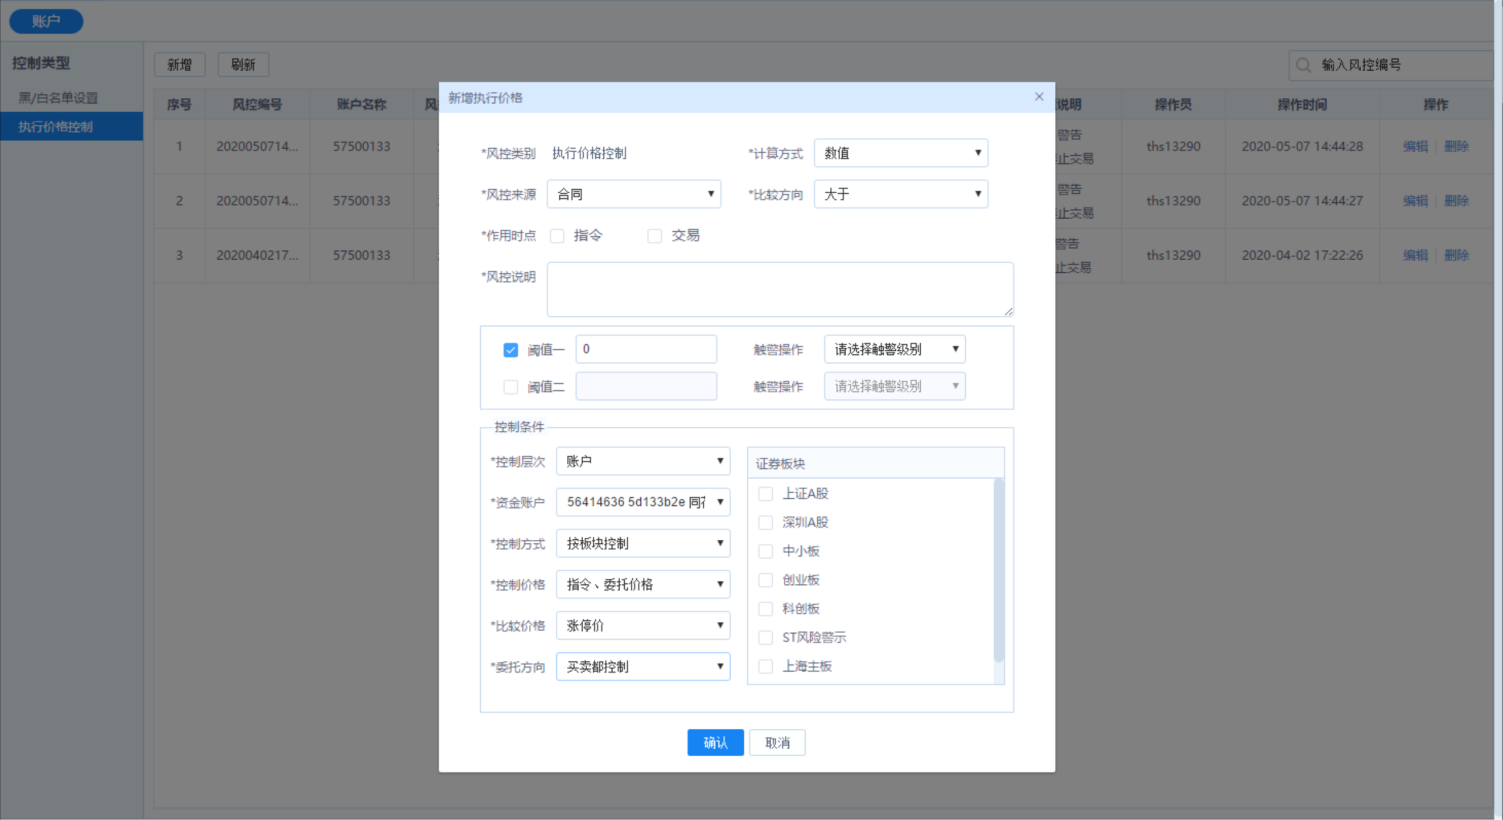 账户
控制类型
黑/白名单设置
执行价格控制
新增 刷新 输入风控编号
序号 风控编号 账户名称 说明 操作员 操作时间 操作
1 2020050714... 57500133 警告 止交易 ths13290 2020-05-07 14:44:28 编辑 删除
2 2020050714... 57500133 警告 止交易 ths13290 2020-05-07 14:44:27 编辑 删除
3 2020040217... 57500133 警告 止交易 ths13290 2020-04-02 17:22:26 编辑 删除
新增执行价格 ×
*风控类别 执行价格控制 *计算方式 数值
*风控来源 合同 *比较方向 大于
*作用时点 指令 交易
*风控说明
阈值一 0 触警操作 请选择触警级别
阈值二 触警操作 请选择触警级别
控制条件
*控制层次 账户
*资金账户 56414636 5d133b2e 同花
*控制方式 按板块控制
*控制价格 指令、委托价格
*比较价格 涨停价
*委托方向 买卖都控制
证券板块
上证A股
深圳A股
中小板
创业板
科创板
ST风险警示
上海主板
确认 取消